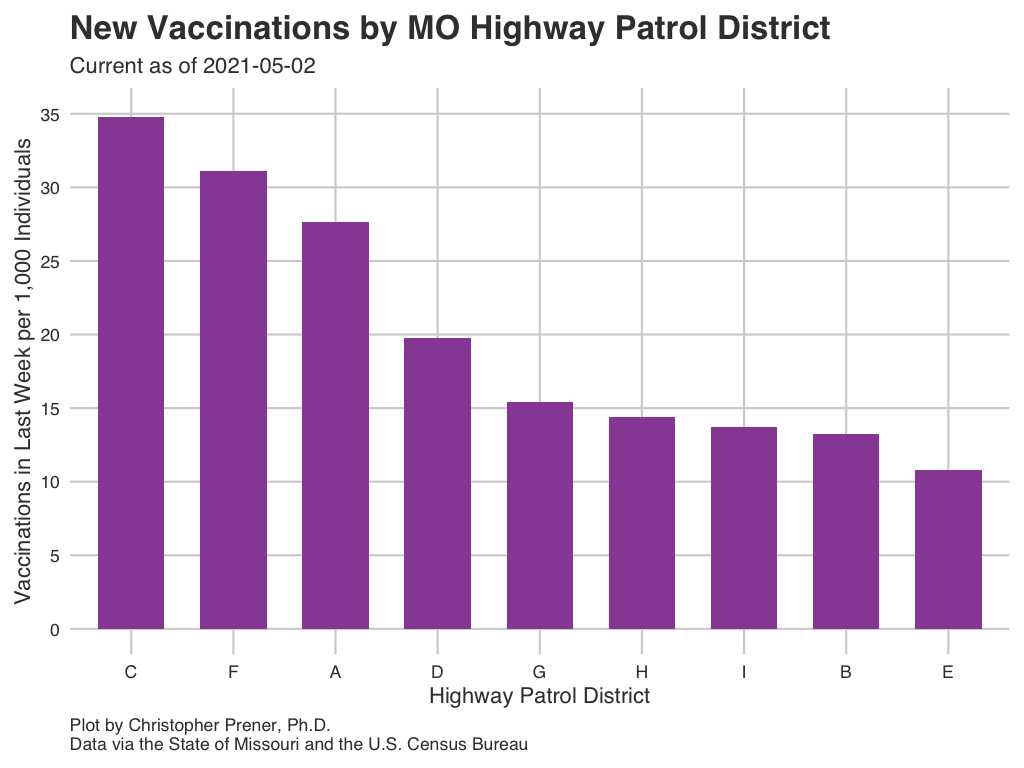 New Vaccinations by MO Highway Patrol District
Current as of 2021-05-02
Vaccinations in Last Week per 1,000 Individuals
35
30
25
20
15
10
5
0
C F A D G H I B E
Highway Patrol District
Plot by Christopher Prener, Ph.D.
Data via the State of Missouri and the U.S. Census Bureau